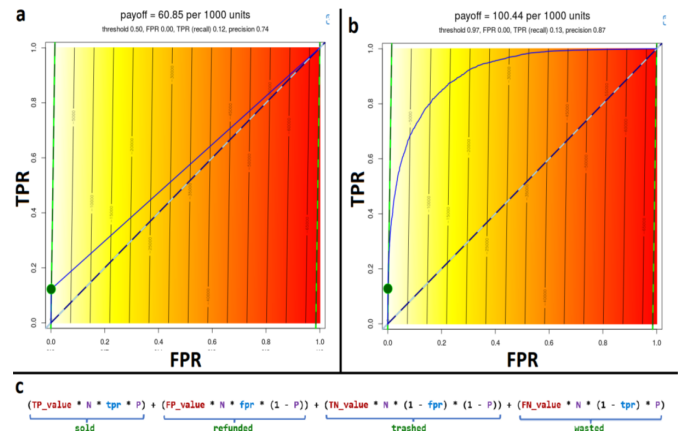 a
payoff = 60.85 per 1000 units
threshold 0.50, FPR 0.00, TPR (recall) 0.12, precision 0.74
TPR
1.0
0.8
0.6
0.4
0.2
0.0
0.0 0.2 0.4 0.6 0.8 1.0
FPR
b
payoff = 100.44 per 1000 units
threshold 0.97, FPR 0.00, TPR (recall) 0.13, precision 0.87
TPR
1.0
0.8
0.6
0.4
0.2
0.0
0.0 0.2 0.4 0.6 0.8 1.0
FPR
c
(TP_value * N * tpr * P) + (FP_value * N * fpr * (1 - P)) + (TN_value * N * (1 - fpr) * (1 - P)) + (FN_value * N * (1 - tpr) * P)
sold refunded trashed wasted